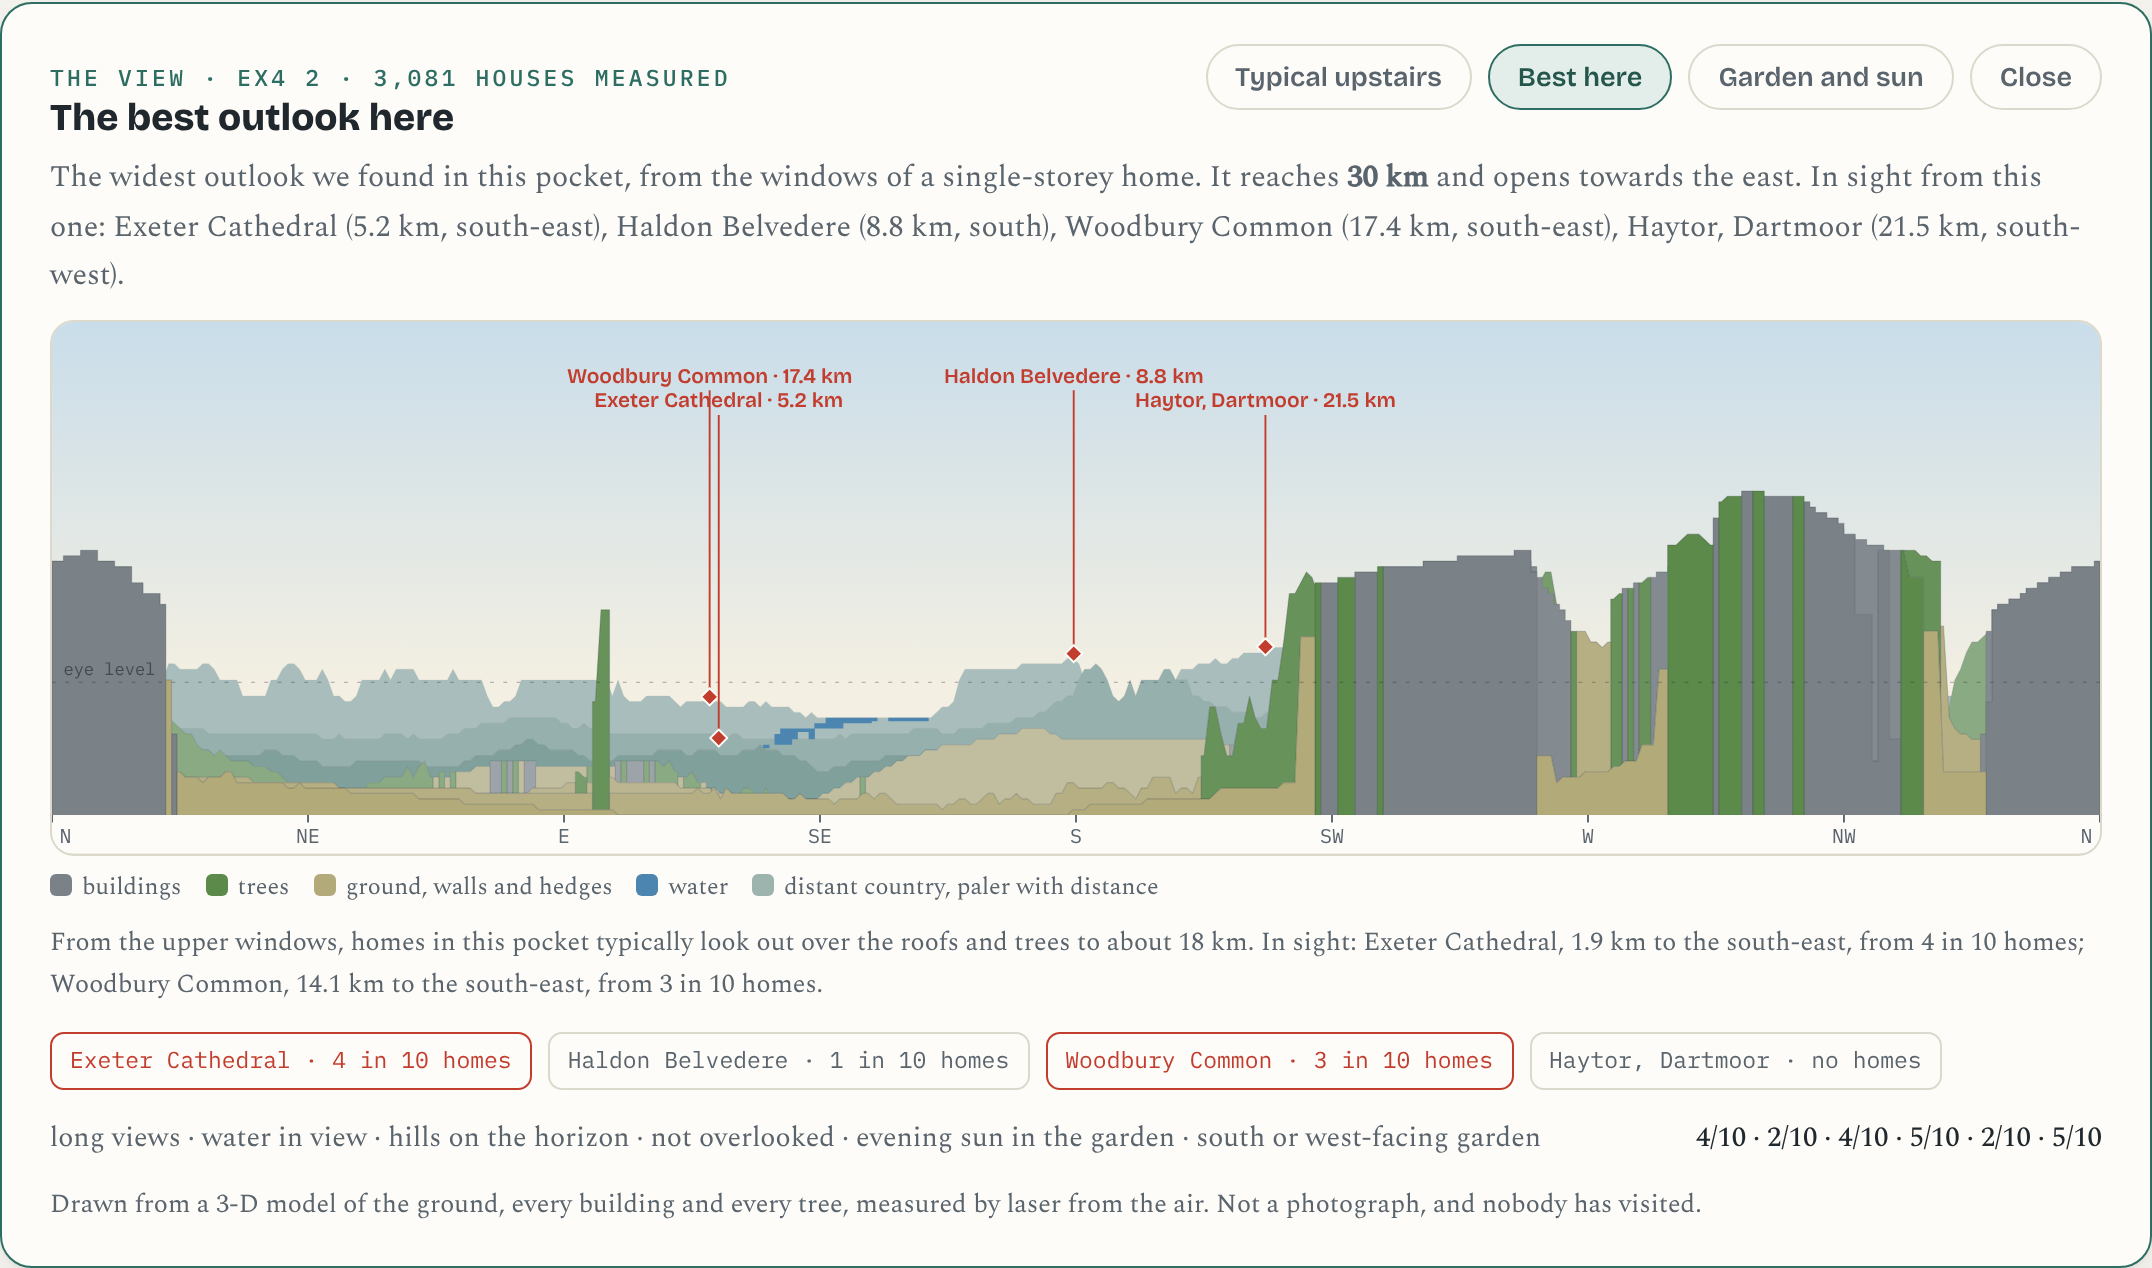 THE VIEW · EX4 2 · 3,081 HOUSES MEASURED
The best outlook here
Typical upstairs
Best here
Garden and sun
Close
The widest outlook we found in this pocket, from the windows of a single-storey home. It reaches 30 km and opens towards the east. In sight from this
one: Exeter Cathedral (5.2 km, south-east), Haldon Belvedere (8.8 km, south), Woodbury Common (17.4 km, south-east), Haytor, Dartmoor (21.5 km, south-
west).
Woodbury Common · 17.4 km
Exeter Cathedral · 5.2 km
Haldon Belvedere · 8.8 km
Haytor, Dartmoor · 21.5 km
eye level
N NE E SE S SW W NW N
buildings trees ground, walls and hedges water distant country, paler with distance
From the upper windows, homes in this pocket typically look out over the roofs and trees to about 18 km. In sight: Exeter Cathedral, 1.9 km to the south-east, from 4 in 10 homes;
Woodbury Common, 14.1 km to the south-east, from 3 in 10 homes.
Exeter Cathedral · 4 in 10 homes
Haldon Belvedere · 1 in 10 homes
Woodbury Common · 3 in 10 homes
Haytor, Dartmoor · no homes
long views · water in view · hills on the horizon · not overlooked · evening sun in the garden · south or west-facing garden
4/10 · 2/10 · 4/10 · 5/10 · 2/10 · 5/10
Drawn from a 3-D model of the ground, every building and every tree, measured by laser from the air. Not a photograph, and nobody has visited.